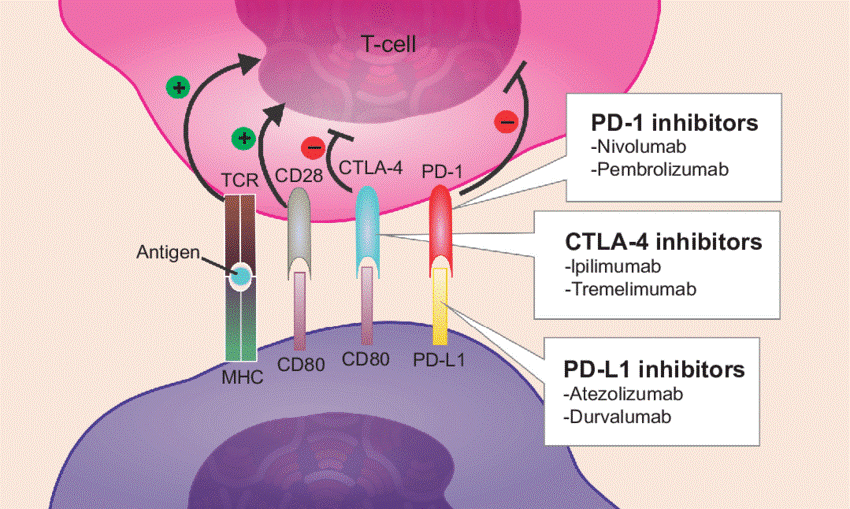 T-cell
+
+
−
−
TCR
CD28
CTLA-4
PD-1
Antigen
MHC
CD80
CD80
PD-L1
PD-1 inhibitors
-Nivolumab
-Pembrolizumab
CTLA-4 inhibitors
-Ipilimumab
-Tremelimumab
PD-L1 inhibitors
-Atezolizumab
-Durvalumab